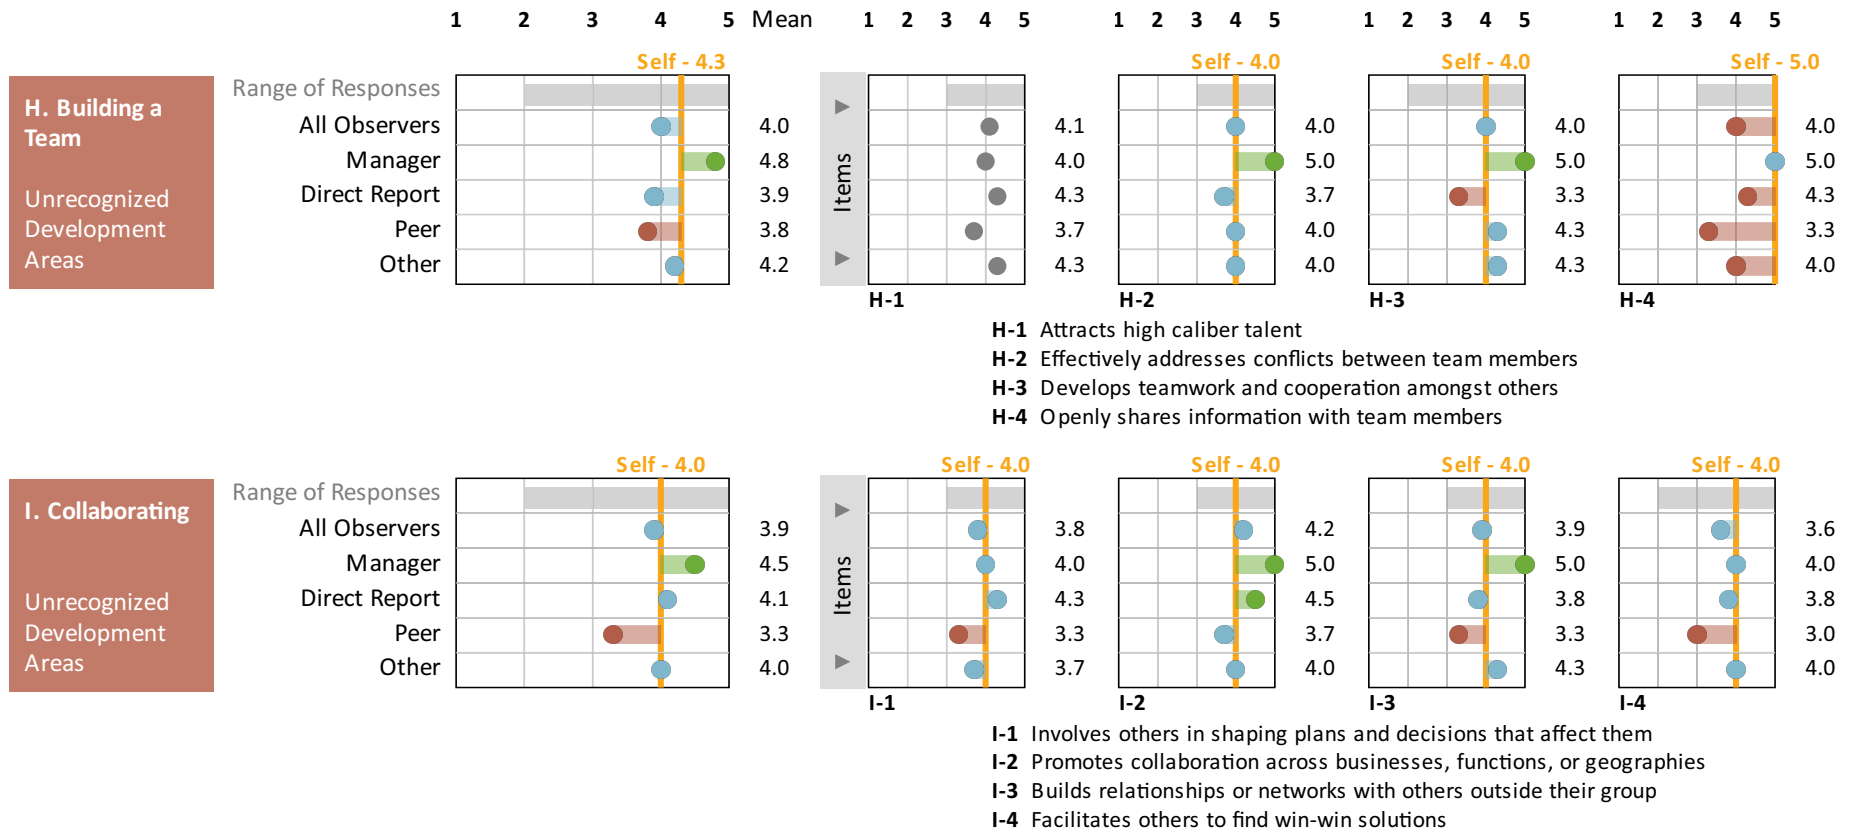 1 2 3 4 5 Mean 1 2 3 4 5 1 2 3 4 5 1 2 3 4 5 1 2 3 4 5
Self - 4.3 Self - 4.0 Self - 4.0 Self - 5.0
H. Building a
Team
Unrecognized
Development
Areas
Range of Responses
All Observers 4.0 4.1 4.0 4.0 4.0
Manager 4.8 4.0 5.0 5.0 5.0
Direct Report 3.9 4.3 3.7 3.3 4.3
Peer 3.8 3.7 4.0 4.3 3.3
Other 4.2 4.3 4.0 4.3 4.0
Items
H-1 H-2 H-3 H-4
H-1 Attracts high caliber talent
H-2 Effectively addresses conflicts between team members
H-3 Develops teamwork and cooperation amongst others
H-4 Openly shares information with team members
Self - 4.0 Self - 4.0 Self - 4.0 Self - 4.0 Self - 4.0
I. Collaborating
Unrecognized
Development
Areas
Range of Responses
All Observers 3.9 3.8 4.2 3.9 3.6
Manager 4.5 4.0 5.0 5.0 4.0
Direct Report 4.1 4.3 4.5 3.8 3.8
Peer 3.3 3.3 3.7 3.3 3.0
Other 4.0 3.7 4.0 4.3 4.0
Items
I-1 I-2 I-3 I-4
I-1 Involves others in shaping plans and decisions that affect them
I-2 Promotes collaboration across businesses, functions, or geographies
I-3 Builds relationships or networks with others outside their group
I-4 Facilitates others to find win-win solutions